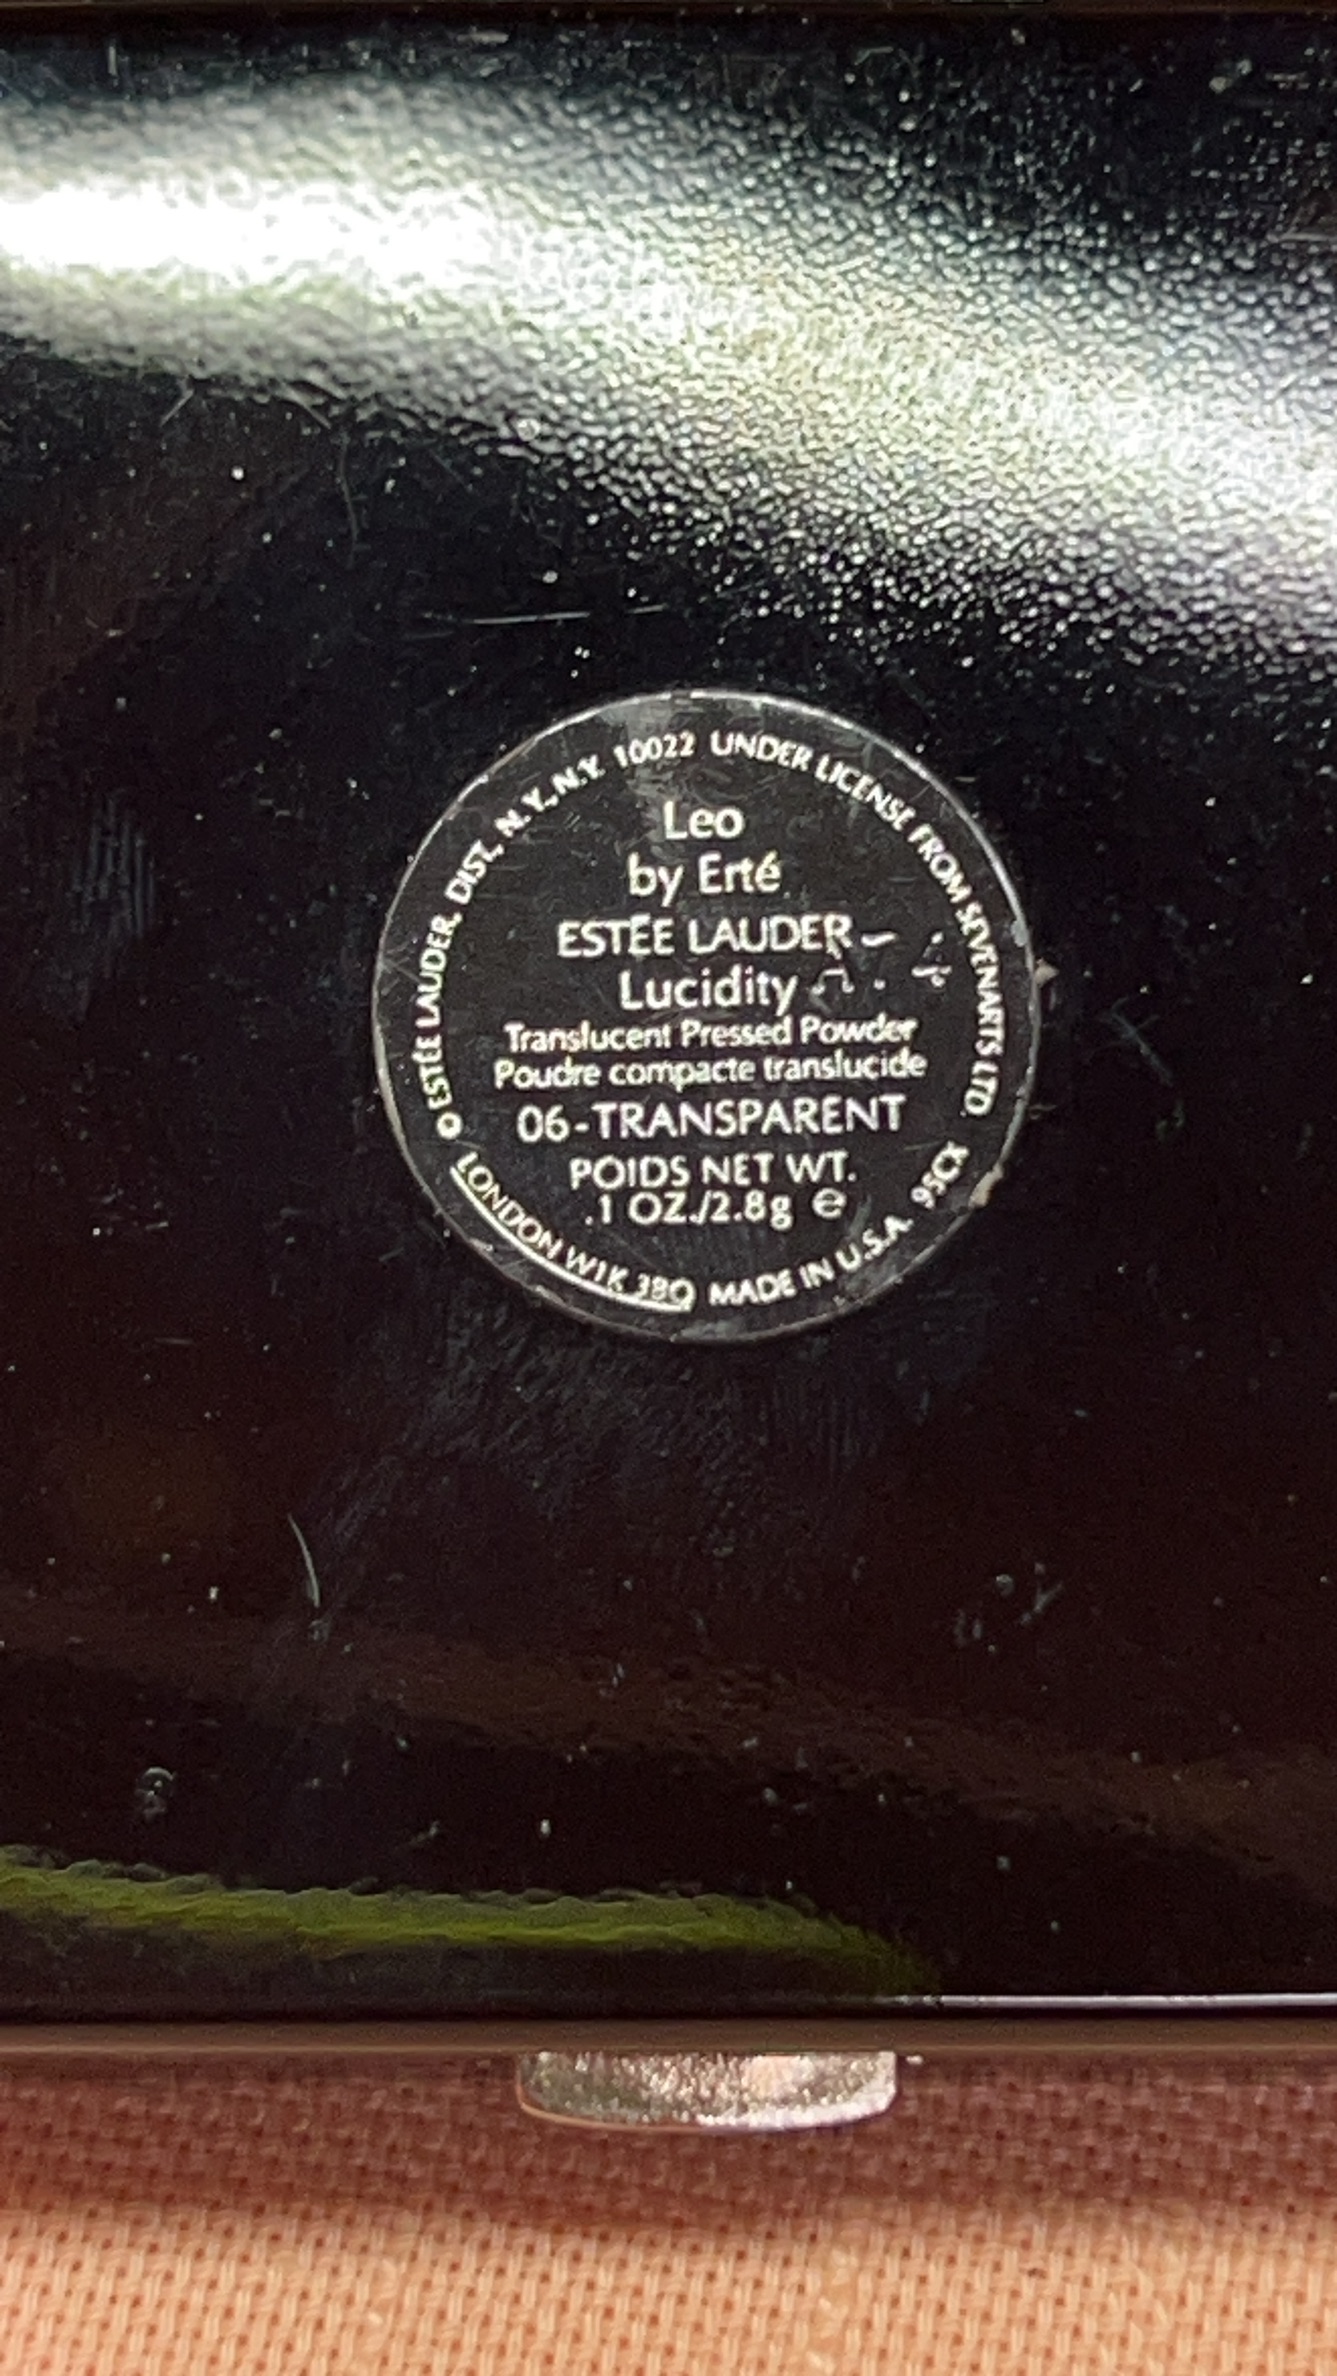 © ESTÉE LAUDER. DIST., N.Y., N.Y. 10022 UNDER LICENSE FROM SEVENARTS LTD.
Leo
by Erté
ESTÉE LAUDER
Lucidity
Translucent Pressed Powder
Poudre compacte translucide
06-TRANSPARENT
POIDS NET WT.
.1 OZ./2.8g ℮
LONDON W1K 3BQ MADE IN U.S.A. 95CX